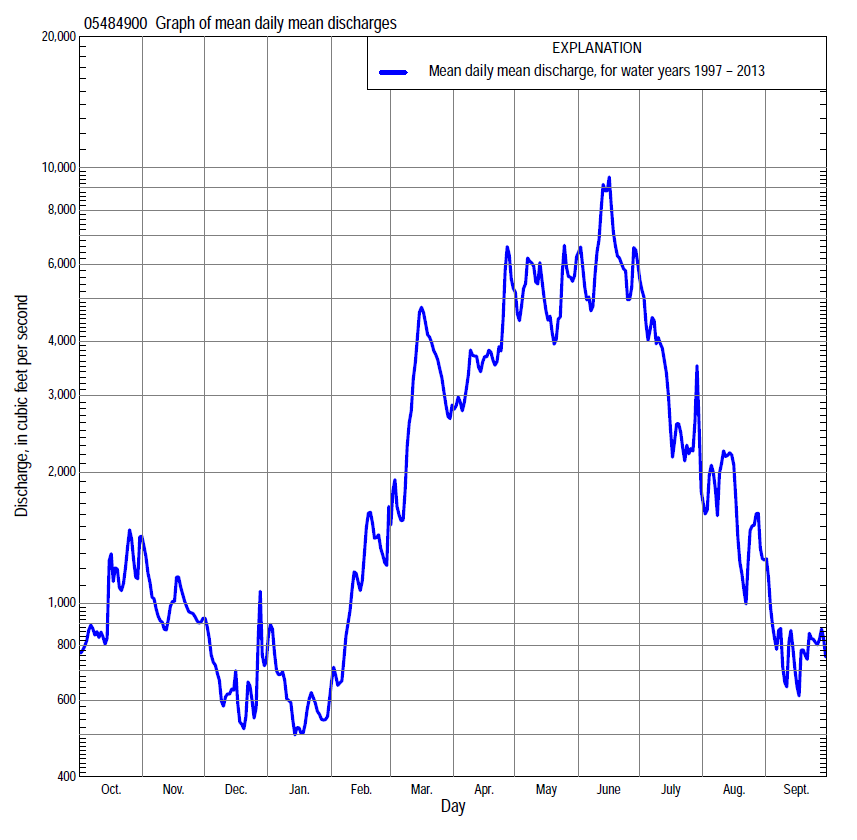 05484900 Graph of mean daily mean discharges
EXPLANATION
Mean daily mean discharge, for water years 1997 – 2013
20,000
10,000
8,000
6,000
4,000
3,000
2,000
1,000
800
600
400
Discharge, in cubic feet per second
Oct. Nov. Dec. Jan. Feb. Mar. Apr. May June July Aug. Sept.
Day